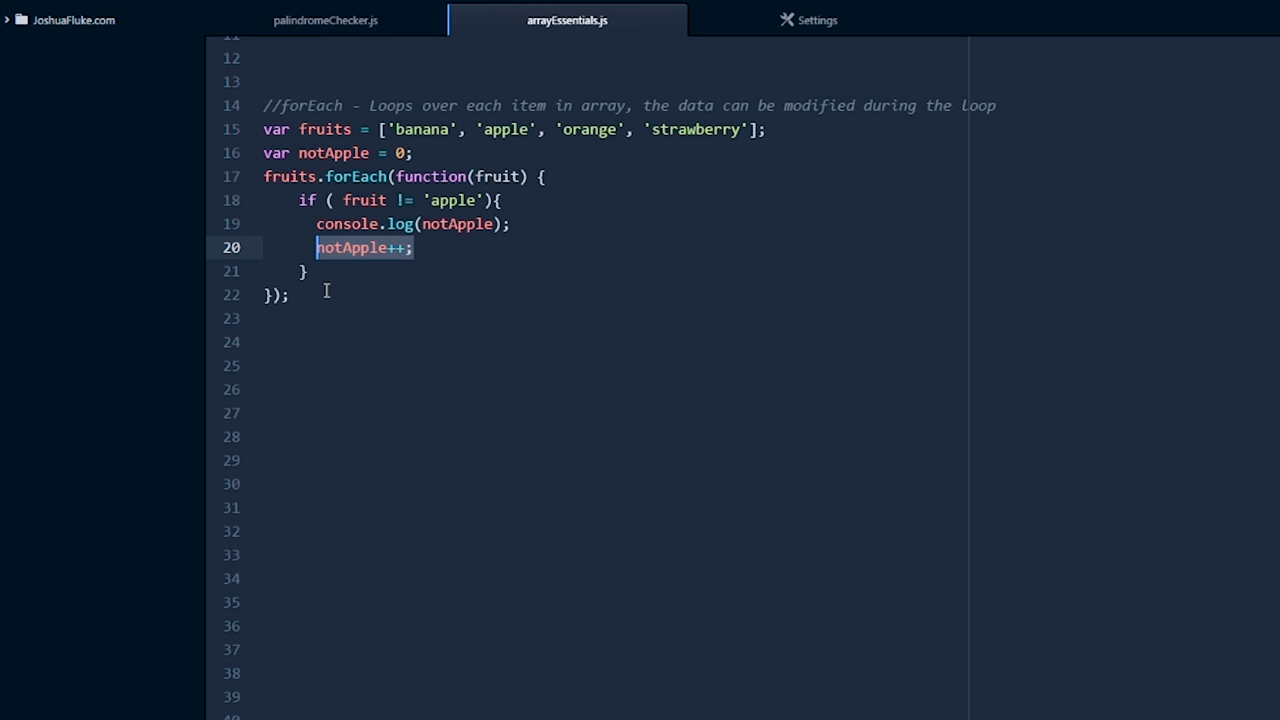 JoshuaFluke.com
palindromeChecker.js
arrayEssentials.js
Settings
11
12
13
14 //forEach - Loops over each item in array, the data can be modified during the loop
15 var fruits = ['banana', 'apple', 'orange', 'strawberry'];
16 var notApple = 0;
17 fruits.forEach(function(fruit) {
18 if ( fruit != 'apple'){
19 console.log(notApple);
20 notApple++;
21 }
22 });
23
24
25
26
27
28
29
30
31
32
33
34
35
36
37
38
39
40